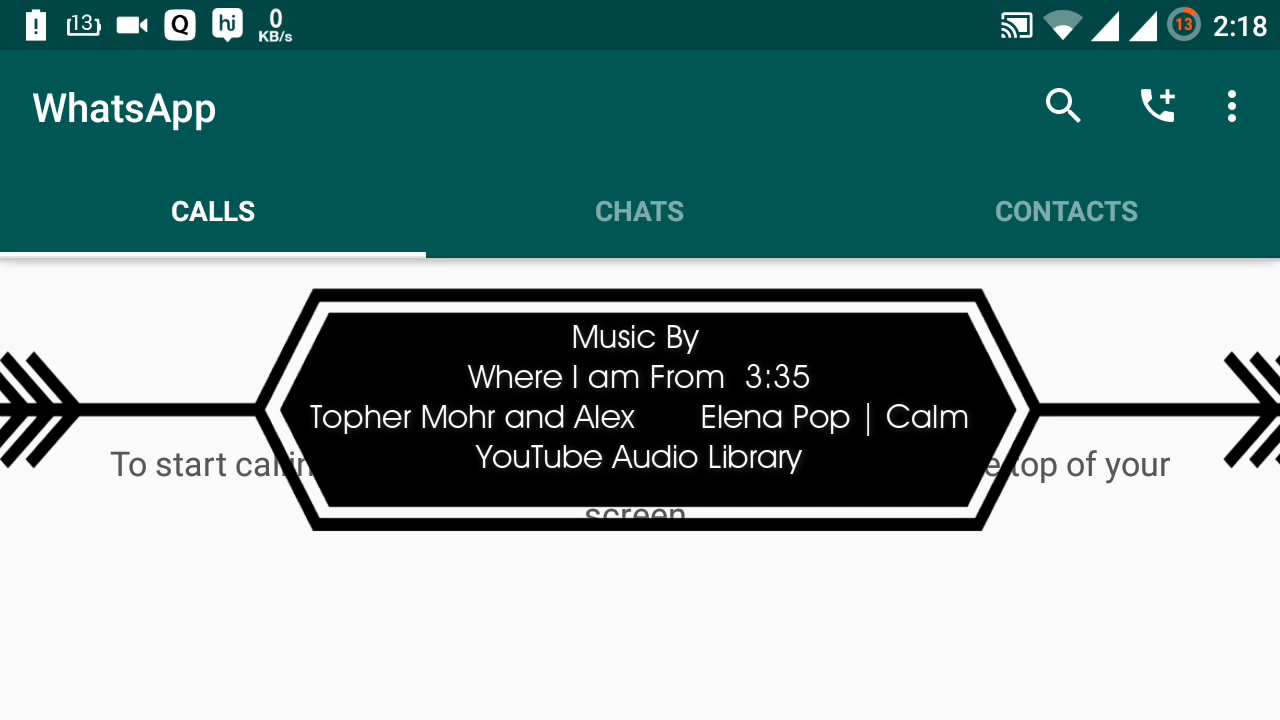 13 Q hi 0 KB/s 13 2:18
WhatsApp
CALLS CHATS CONTACTS
Music By
Where I am From 3:35
Topher Mohr and Alex Elena Pop | Calm
YouTube Audio Library
To start top of your
screen